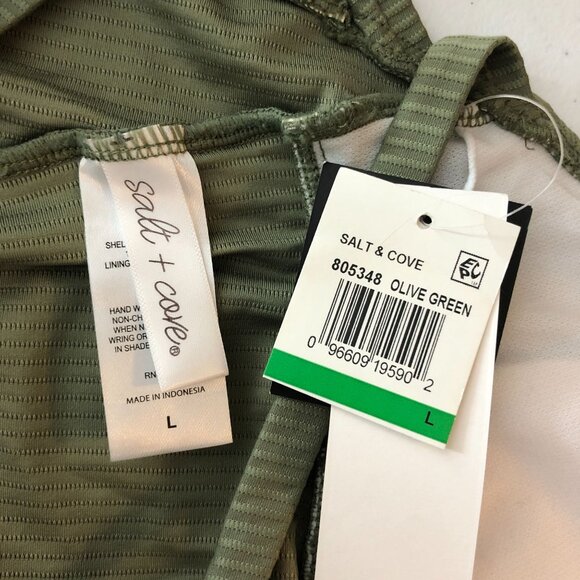 salt + cove®
SHEL
LINING
HAND W
NON-CH
WHEN N
WRING OR
IN SHADE
RN
MADE IN INDONESIA
L
SALT & COVE
805348 OLIVE GREEN
0 96609 19590 2
L